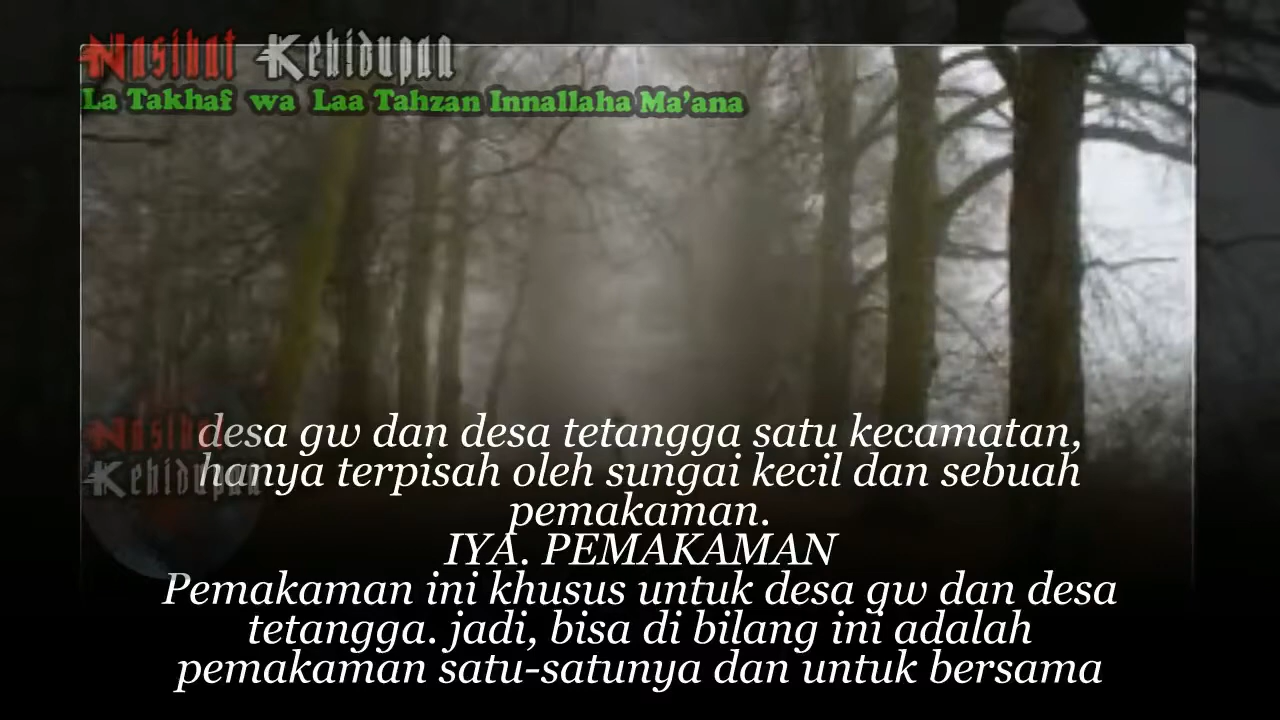 Nasihat Kehidupan
La Takhaf wa Laa Tahzan Innallaha Ma'ana
desa gw dan desa tetangga satu kecamatan,
hanya terpisah oleh sungai kecil dan sebuah
pemakaman.
IYA. PEMAKAMAN
Pemakaman ini khusus untuk desa gw dan desa
tetangga. jadi, bisa di bilang ini adalah
pemakaman satu-satunya dan untuk bersama
Nasihat
Kehidupan